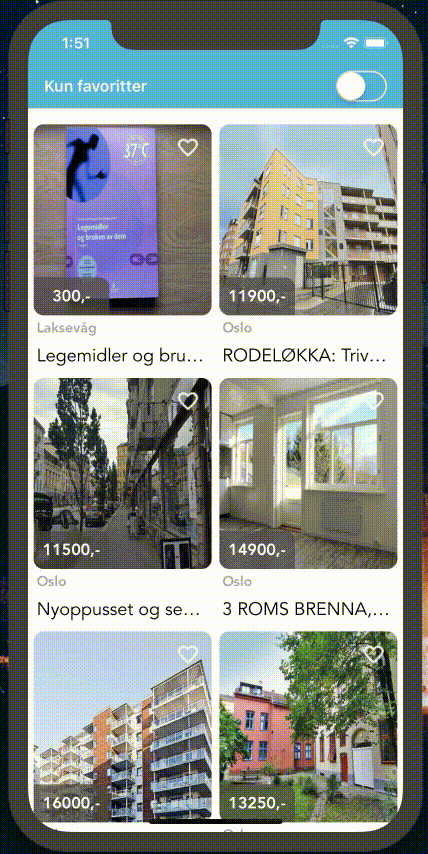 1:51
Kun favoritter
37°C
Legemidler
og bruken av dem
300,-
11900,-
Laksevåg
Oslo
Legemidler og bru...
RODELØKKA: Triv...
11500,-
14900,-
Oslo
Oslo
Nyoppusset og se...
3 ROMS BRENNA,...
16000,-
13250,-